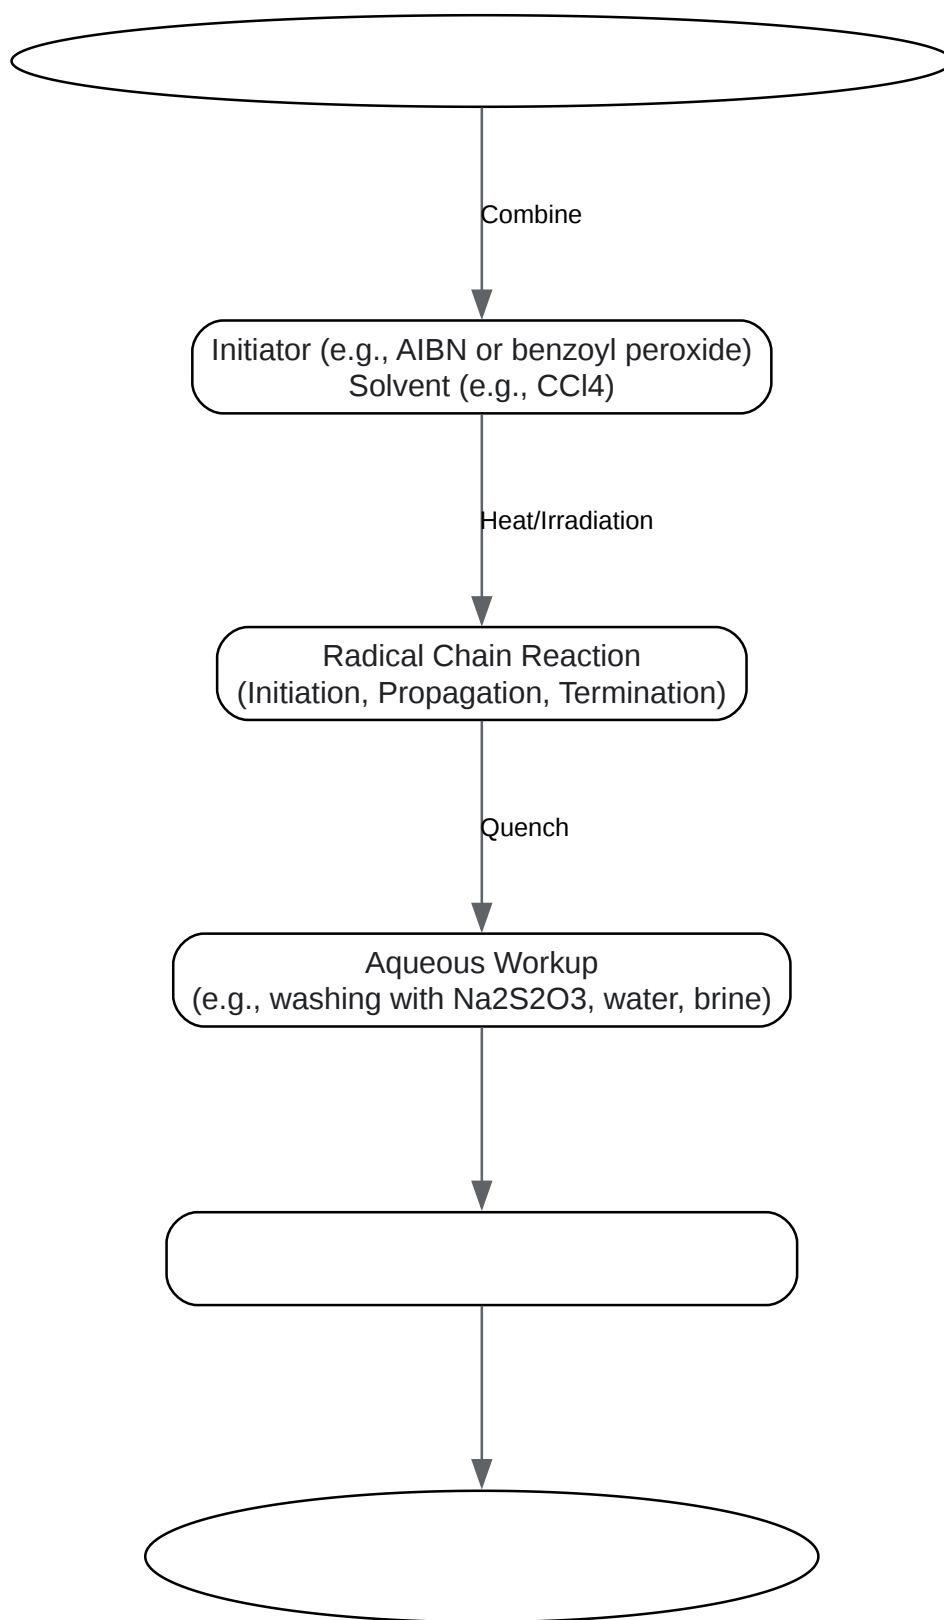 Combine
Initiator (e.g., AIBN or benzoyl peroxide)
Solvent (e.g., CCl4)
Heat/Irradiation
Radical Chain Reaction
(Initiation, Propagation, Termination)
Quench
Aqueous Workup
(e.g., washing with Na2S2O3, water, brine)